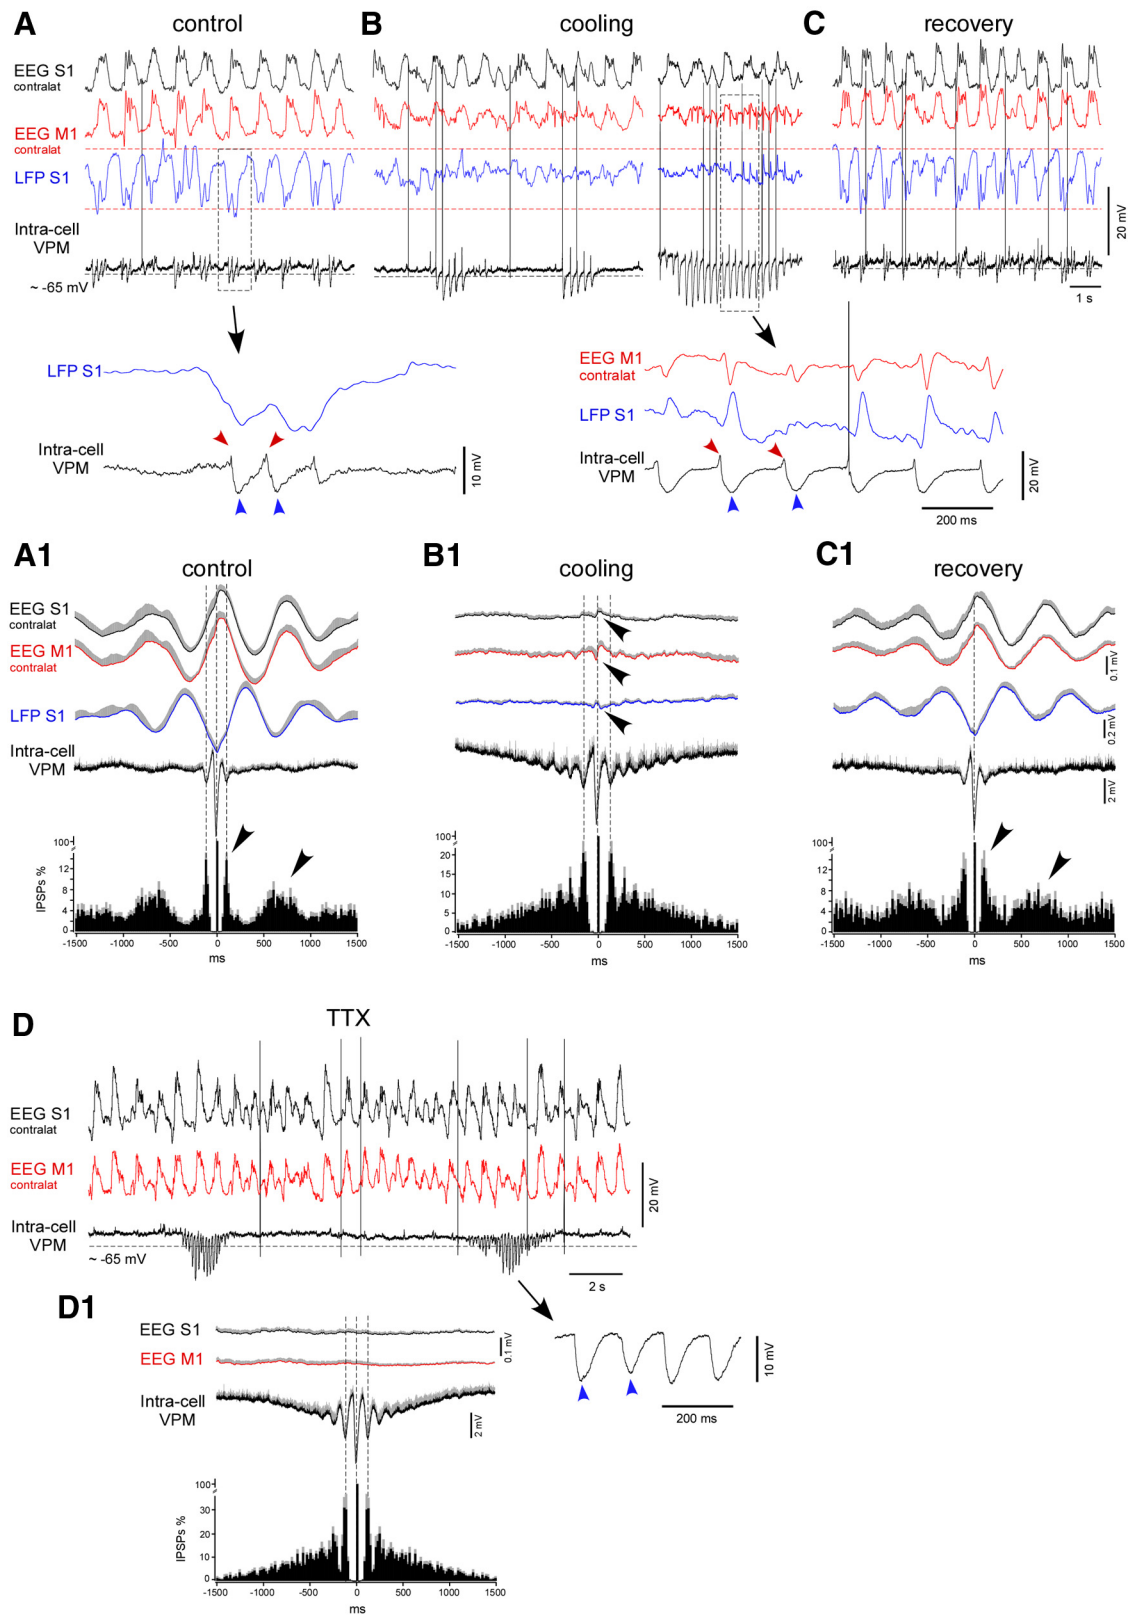 A control B cooling C recovery
EEG S1
contralat
EEG M1
contralat
LFP S1
Intra-cell
VPM
~ -65 mV
20 mV
1 s
LFP S1
Intra-cell
VPM
10 mV
EEG M1
contralat
LFP S1
Intra-cell
VPM
20 mV
200 ms
A1 control B1 cooling C1 recovery
EEG S1
contralat
EEG M1
contralat
LFP S1
Intra-cell
VPM
0.1 mV
0.2 mV
2 mV
IPSPs %
100
12
8
4
0
-1500 -1000 -500 0 500 1000 1500
ms
100
20
15
10
5
0
-1500 -1000 -500 0 500 1000 1500
ms
100
16
12
8
4
0
-1500 -1000 -500 0 500 1000 1500
ms
D TTX
EEG S1
contralat
EEG M1
contralat
Intra-cell
VPM
~ -65 mV
20 mV
2 s
D1
EEG S1
EEG M1
Intra-cell
VPM
0.1 mV
2 mV
10 mV
200 ms
IPSPs %
100
30
20
10
0
-1500 -1000 -500 0 500 1000 1500
ms